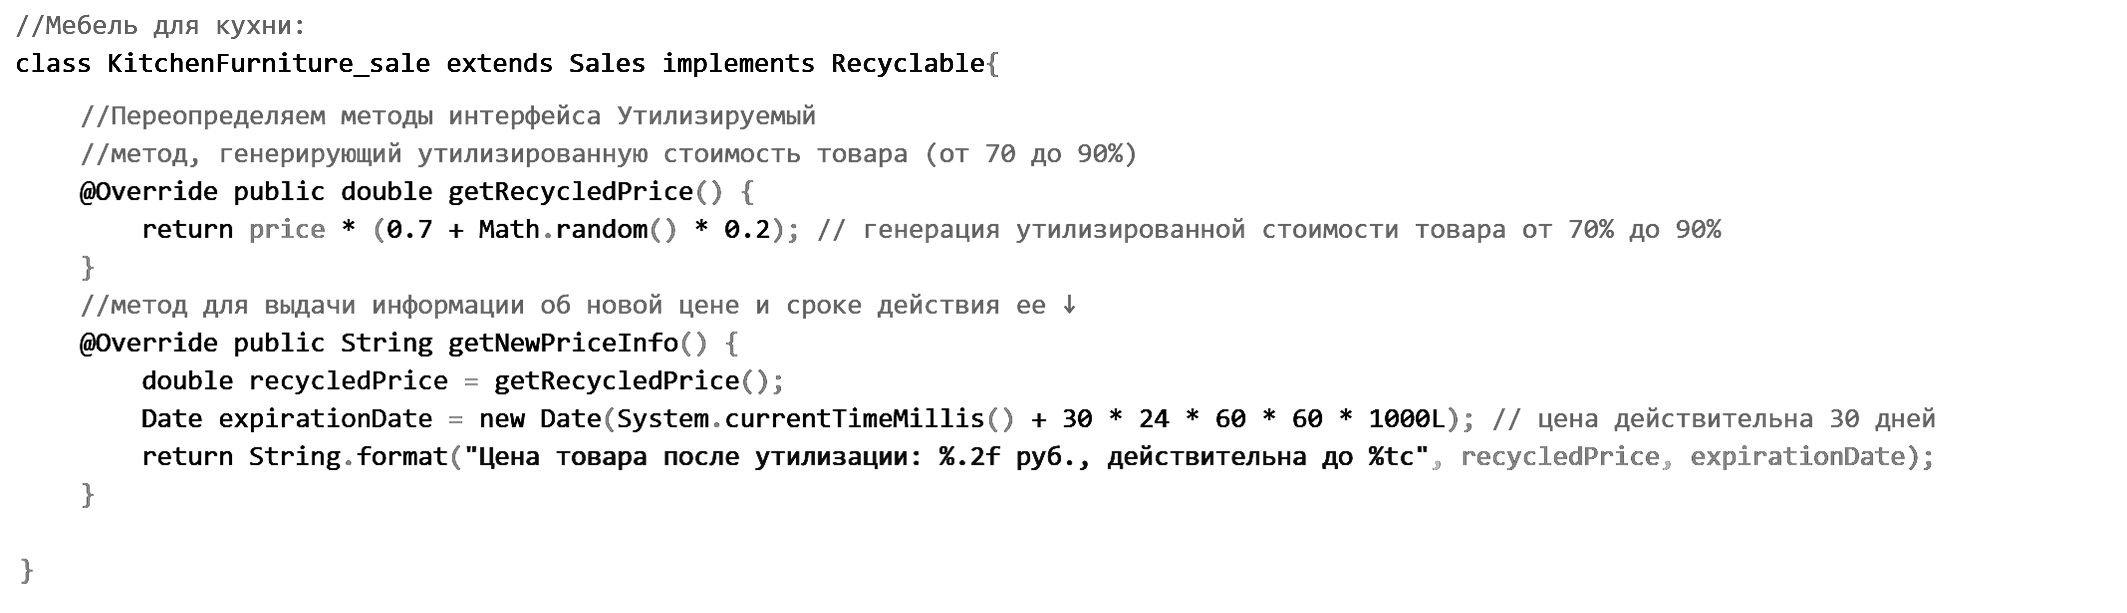 //Мебель для кухни:
class KitchenFurniture_sale extends Sales implements Recyclable{
//Переопределяем методы интерфейса Утилизируемый
//метод, генерирующий утилизированную стоимость товара (от 70 до 90%)
@Override public double getRecycledPrice() {
return price * (0.7 + Math.random() * 0.2); // генерация утилизированной стоимости товара от 70% до 90%
}
//метод для выдачи информации об новой цене и сроке действия ее ↓
@Override public String getNewPriceInfo() {
double recycledPrice = getRecycledPrice();
Date expirationDate = new Date(System.currentTimeMillis() + 30 * 24 * 60 * 60 * 1000L); // цена действительна 30 дней
return String.format("Цена товара после утилизации: %.2f руб., действительна до %tc", recycledPrice, expirationDate);
}
}